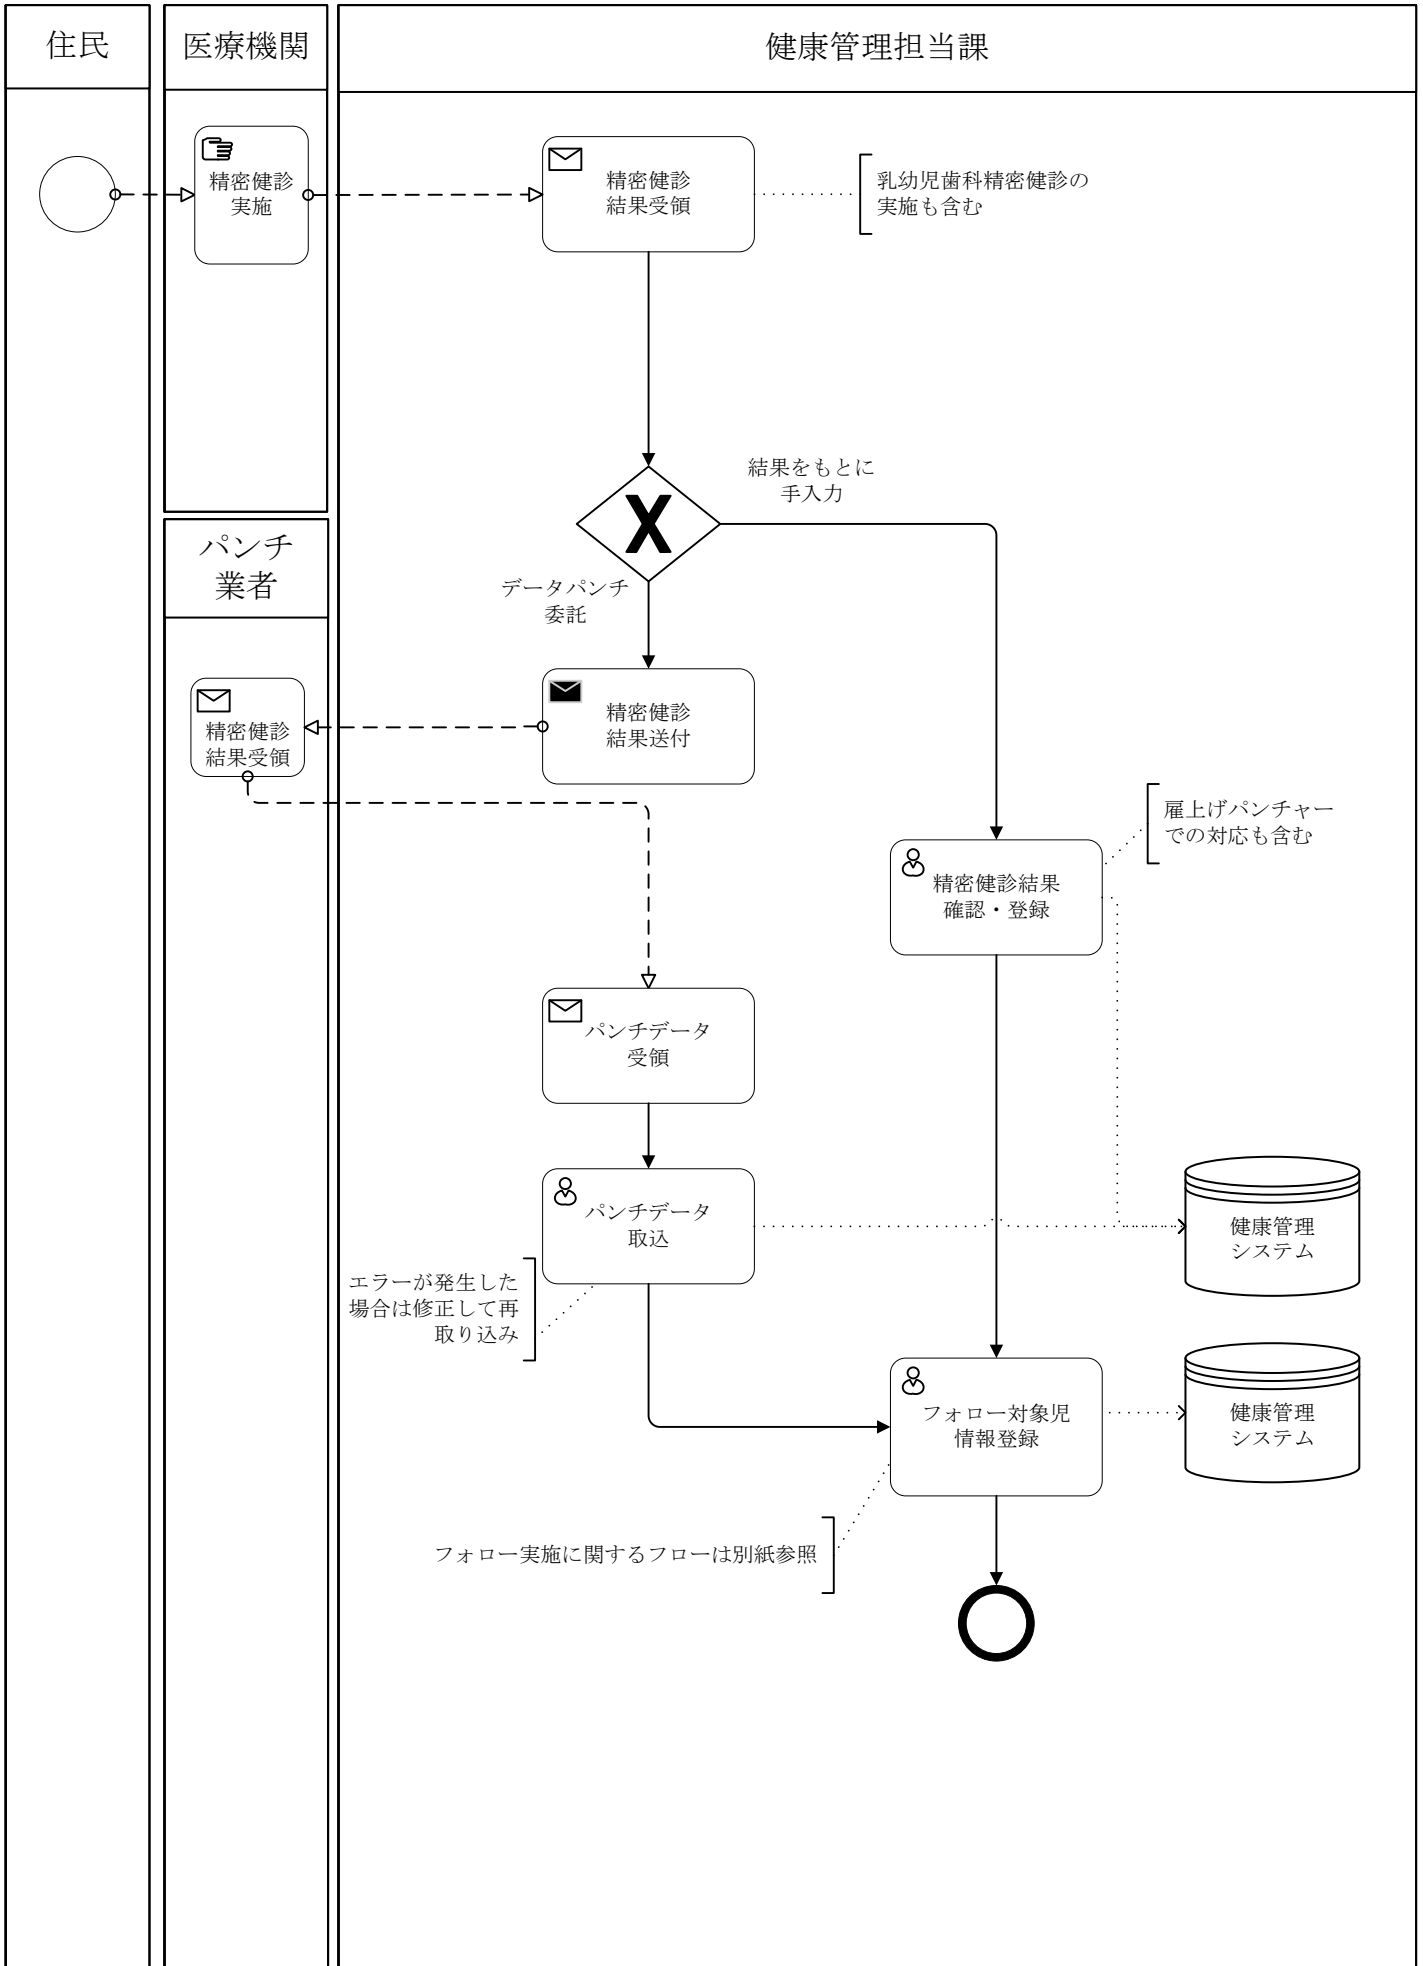 住民
医療機関
健康管理担当課
精密健診
実施
精密健診
結果受領
乳幼児歯科精密健診の
実施も含む
結果をもとに
手入力
X
パンチ
業者
データパンチ
委託
精密健診
結果受領
精密健診
結果送付
雇上げパンチャー
での対応も含む
精密健診結果
確認・登録
パンチデータ
受領
パンチデータ
取込
健康管理
システム
エラーが発生した
場合は修正して再
取り込み
フォロー対象児
情報登録
健康管理
システム
フォロー実施に関するフローは別紙参照